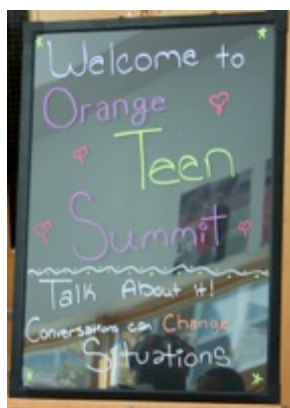 Welcome to
Orange
Teen
Summit
Talk About it!
Conversations can Change
Situations